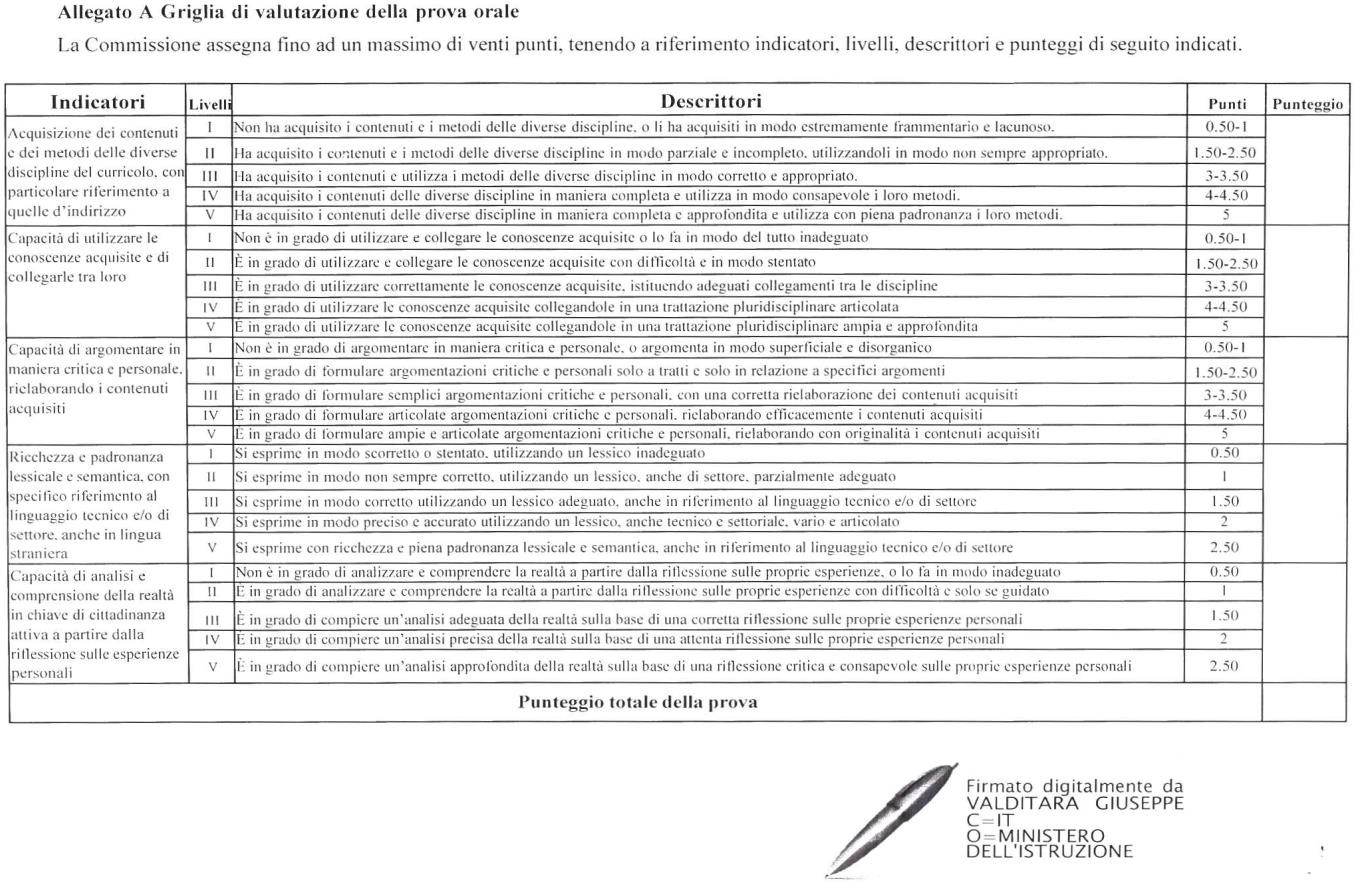 Allegato A Griglia di valutazione della prova orale
La Commissione assegna fino ad un massimo di venti punti, tenendo a riferimento indicatori, livelli, descrittori e punteggi di seguito indicati.
Indicatori Livelli Descrittori Punti Punteggio
Acquisizione dei contenuti
e dei metodi delle diverse
discipline del curricolo, con
particolare riferimento a
quelle d'indirizzo
I Non ha acquisito i contenuti e i metodi delle diverse discipline, o li ha acquisiti in modo estremamente frammentario e lacunoso. 0.50-1
II Ha acquisito i contenuti e i metodi delle diverse discipline in modo parziale e incompleto, utilizzandoli in modo non sempre appropriato. 1.50-2.50
III Ha acquisito i contenuti e utilizza i metodi delle diverse discipline in modo corretto e appropriato. 3-3.50
IV Ha acquisito i contenuti delle diverse discipline in maniera completa e utilizza in modo consapevole i loro metodi. 4-4.50
V Ha acquisito i contenuti delle diverse discipline in maniera completa e approfondita e utilizza con piena padronanza i loro metodi. 5
Capacità di utilizzare le
conoscenze acquisite e di
collegarle tra loro
I Non è in grado di utilizzare e collegare le conoscenze acquisite o lo fa in modo del tutto inadeguato 0.50-1
II È in grado di utilizzare e collegare le conoscenze acquisite con difficoltà e in modo stentato 1.50-2.50
III È in grado di utilizzare correttamente le conoscenze acquisite, istituendo adeguati collegamenti tra le discipline 3-3.50
IV È in grado di utilizzare le conoscenze acquisite collegandole in una trattazione pluridisciplinare articolata 4-4.50
V È in grado di utilizzare le conoscenze acquisite collegandole in una trattazione pluridisciplinare ampia e approfondita 5
Capacità di argomentare in
maniera critica e personale,
rielaborando i contenuti
acquisiti
I Non è in grado di argomentare in maniera critica e personale, o argomenta in modo superficiale e disorganico 0.50-1
II È in grado di formulare argomentazioni critiche e personali solo a tratti e solo in relazione a specifici argomenti 1.50-2.50
III È in grado di formulare semplici argomentazioni critiche e personali, con una corretta rielaborazione dei contenuti acquisiti 3-3.50
IV È in grado di formulare articolate argomentazioni critiche e personali, rielaborando efficacemente i contenuti acquisiti 4-4.50
V È in grado di formulare ampie e articolate argomentazioni critiche e personali, rielaborando con originalità i contenuti acquisiti 5
Ricchezza e padronanza
lessicale e semantica, con
specifico riferimento al
linguaggio tecnico e/o di
settore, anche in lingua
straniera
I Si esprime in modo scorretto o stentato, utilizzando un lessico inadeguato 0.50
II Si esprime in modo non sempre corretto, utilizzando un lessico, anche di settore, parzialmente adeguato 1
III Si esprime in modo corretto utilizzando un lessico adeguato, anche in riferimento al linguaggio tecnico e/o di settore 1.50
IV Si esprime in modo preciso e accurato utilizzando un lessico, anche tecnico e settoriale, vario e articolato 2
V Si esprime con ricchezza e piena padronanza lessicale e semantica, anche in riferimento al linguaggio tecnico e/o di settore 2.50
Capacità di analisi e
comprensione della realtà
in chiave di cittadinanza
attiva a partire dalla
riflessione sulle esperienze
personali
I Non è in grado di analizzare e comprendere la realtà a partire dalla riflessione sulle proprie esperienze, o lo fa in modo inadeguato 0.50
II È in grado di analizzare e comprendere la realtà a partire dalla riflessione sulle proprie esperienze con difficoltà e solo se guidato 1
III È in grado di compiere un'analisi adeguata della realtà sulla base di una corretta riflessione sulle proprie esperienze personali 1.50
IV È in grado di compiere un'analisi precisa della realtà sulla base di una attenta riflessione sulle proprie esperienze personali 2
V È in grado di compiere un'analisi approfondita della realtà sulla base di una riflessione critica e consapevole sulle proprie esperienze personali 2.50
Punteggio totale della prova
Firmato digitalmente da
VALDITARA GIUSEPPE
C=IT
O=MINISTERO
DELL'ISTRUZIONE